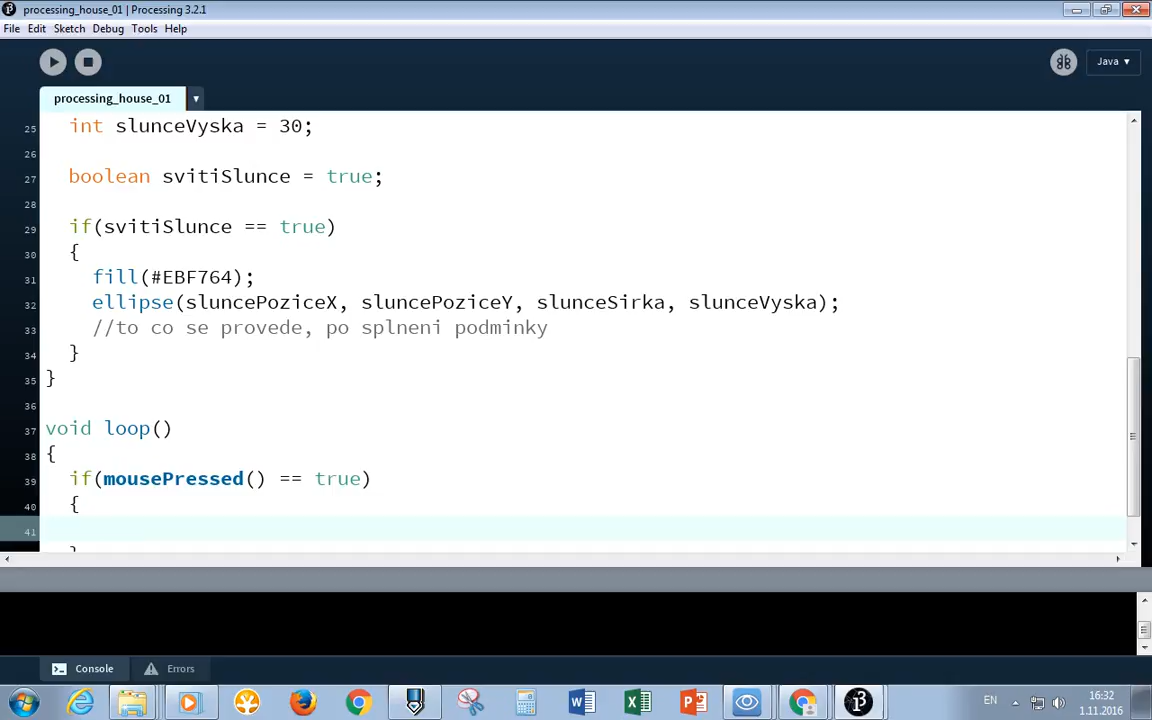 processing_house_01 | Processing 3.2.1
File Edit Sketch Debug Tools Help
Java ▾
processing_house_01
25 int slunceVyska = 30;
26
27 boolean svitiSlunce = true;
28
29 if(svitiSlunce == true)
30 {
31 fill(#EBF764);
32 ellipse(sluncePoziceX, sluncePoziceY, slunceSirka, slunceVyska);
33 //to co se provede, po splneni podminky
34 }
35 }
36
37 void loop()
38 {
39 if(mousePressed() == true)
40 {
41
}
Console Errors
EN 16:32
1.11.2016